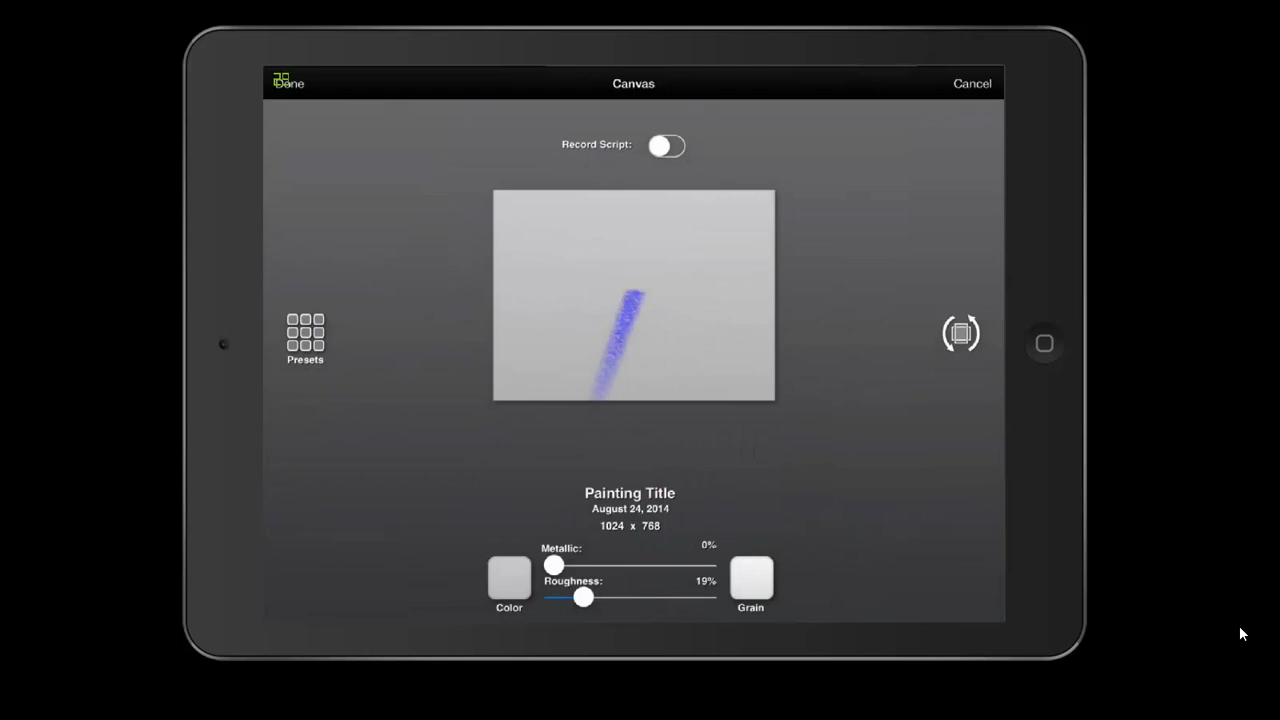 Done
Canvas
Cancel
Record Script:
Presets
Painting Title
August 24, 2014
1024 x 768
Metallic:
0%
Roughness:
19%
Color
Grain